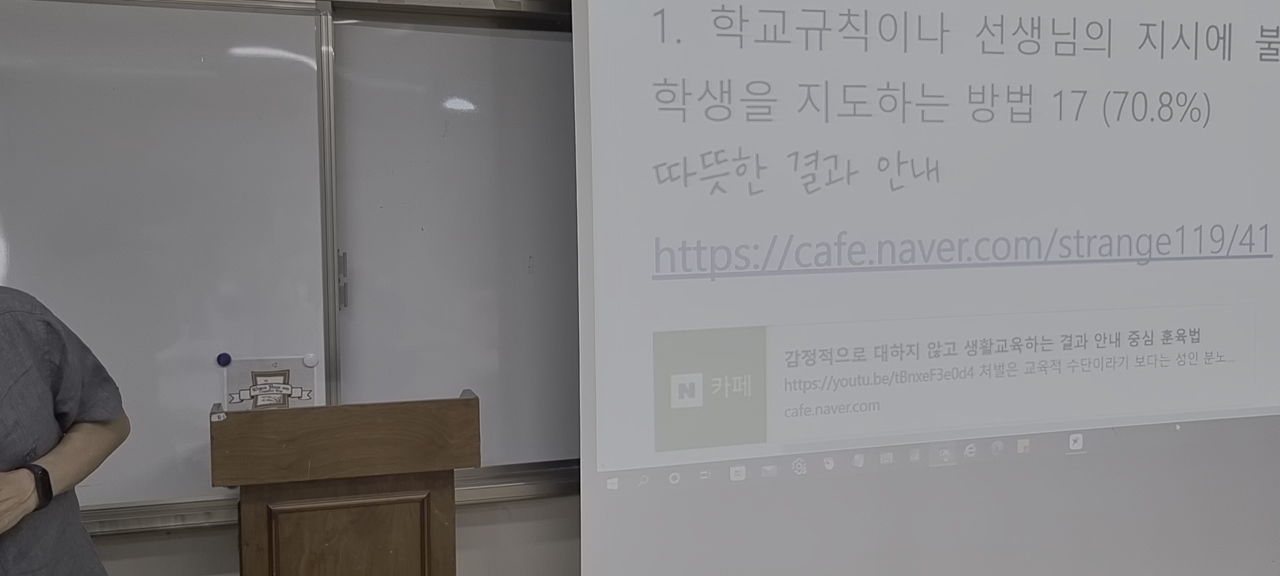 1. 학교규칙이나 선생님의 지시에 불
학생을 지도하는 방법 17 (70.8%)
따뜻한 결과 안내
https://cafe.naver.com/strange119/41
N 카페
감정적으로 대하지 않고 생활교육하는 결과 안내 중심 훈육법
https://youtu.be/tBnxeF3e0d4 처벌은 교육적 수단이라기 보다는 성인 분노...
cafe.naver.com